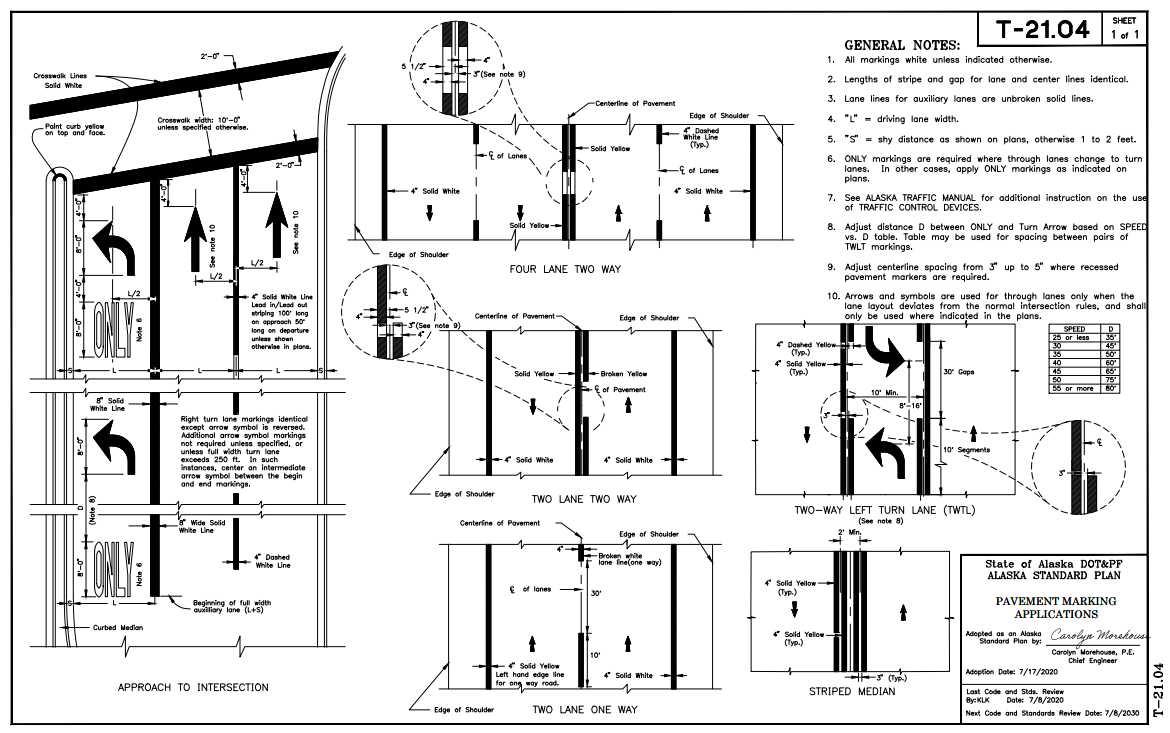 T-21.04
SHEET
1 of 1
GENERAL NOTES:
1. All markings white unless indicated otherwise.
2. Lengths of stripe and gap for lane and center lines identical.
3. Lane lines for auxiliary lanes are unbroken solid lines.
4. "L" = driving lane width.
5. "S" = shy distance as shown on plans, otherwise 1 to 2 feet.
6. ONLY markings are required where through lanes change to turn
lanes. In other cases, apply ONLY markings as indicated on
plans.
7. See ALASKA TRAFFIC MANUAL for additional instruction on the use
of TRAFFIC CONTROL DEVICES.
8. Adjust distance D between ONLY and Turn Arrow based on SPEED
vs. D table. Table may be used for spacing between pairs of
TWLT markings.
9. Adjust centerline spacing from 3" up to 5" where recessed
pavement markers are required.
10. Arrows and symbols are used for through lanes only when the
lane layout deviates from the normal intersection rules, and shall
only be used where indicated in the plans.
SPEED D
25 or less 35'
30 45'
35 50'
40 60'
45 65'
50 75'
55 or more 80'
2'-0"
Crosswalk Lines
Solid White
Paint curb yellow
on top and face.
Crosswalk width: 10'-0"
unless specified otherwise.
2'-0"
4'-0"
4'-0"
4'-0"
8'-0"
4'-0"
8'-0"
See note 10
See note 10
L/2
L/2
L/2
ONLY
Note 6
4" Solid White Line
Lead in/Lead out
striping 100' long
on approach 50'
long on departure
unless shown
otherwise in plans.
S
L
L
L
S
8" Solid
White Line
Right turn lane markings identical
except arrow symbol is reversed.
Additional arrow symbol markings
not required unless specified, or
unless full width turn lane
exceeds 250 ft. In such
instances, center an intermediate
arrow symbol between the begin
and end markings.
8'-0"
D
(Note 8)
8" Wide Solid
White Line
8'-0"
ONLY
Note 6
4" Dashed
White Line
S
L
Beginning of full width
auxiliary lane (L+S)
Curbed Median
APPROACH TO INTERSECTION
4"
5 1/2"
3"(See note 9)
4"
Centerline of Pavement
Edge of Shoulder
4" Dashed
White Line
(Typ.)
Solid Yellow
℄ of Lanes
℄ of Lanes
4" Solid White
4" Solid White
Solid Yellow
Edge of Shoulder
FOUR LANE TWO WAY
℄
5 1/2"
4"
3"(See note 9)
4"
Centerline of Pavement
Edge of Shoulder
Solid Yellow
Broken Yellow
℄ of Pavement
4" Solid White
4" Solid White
Edge of Shoulder
TWO LANE TWO WAY
Centerline of Pavement
Edge of Shoulder
4"
Broken white
lane line(one way)
℄ of lanes
30'
10'
4" Solid Yellow
Left hand edge line
for one way road.
4" Solid White
Edge of Shoulder
TWO LANE ONE WAY
4" Dashed Yellow
(Typ.)
4" Solid Yellow
(Typ.)
30' Gaps
10' Min.
8'-16'
3"
10' Segments
℄
3"
TWO-WAY LEFT TURN LANE (TWTL)
(See note 8)
2' Min.
4" Solid Yellow
(Typ.)
4" Solid Yellow
(Typ.)
3" (Typ.)
STRIPED MEDIAN
State of Alaska DOT&PF
ALASKA STANDARD PLAN
PAVEMENT MARKING
APPLICATIONS
Adopted as an Alaska
Standard Plan by:
Carolyn Morehouse
Carolyn Morehouse, P.E.
Chief Engineer
Adoption Date: 7/17/2020
Last Code and Stds. Review
By:KLK Date: 7/8/2020
Next Code and Standards Review Date: 7/8/2030
T-21.04